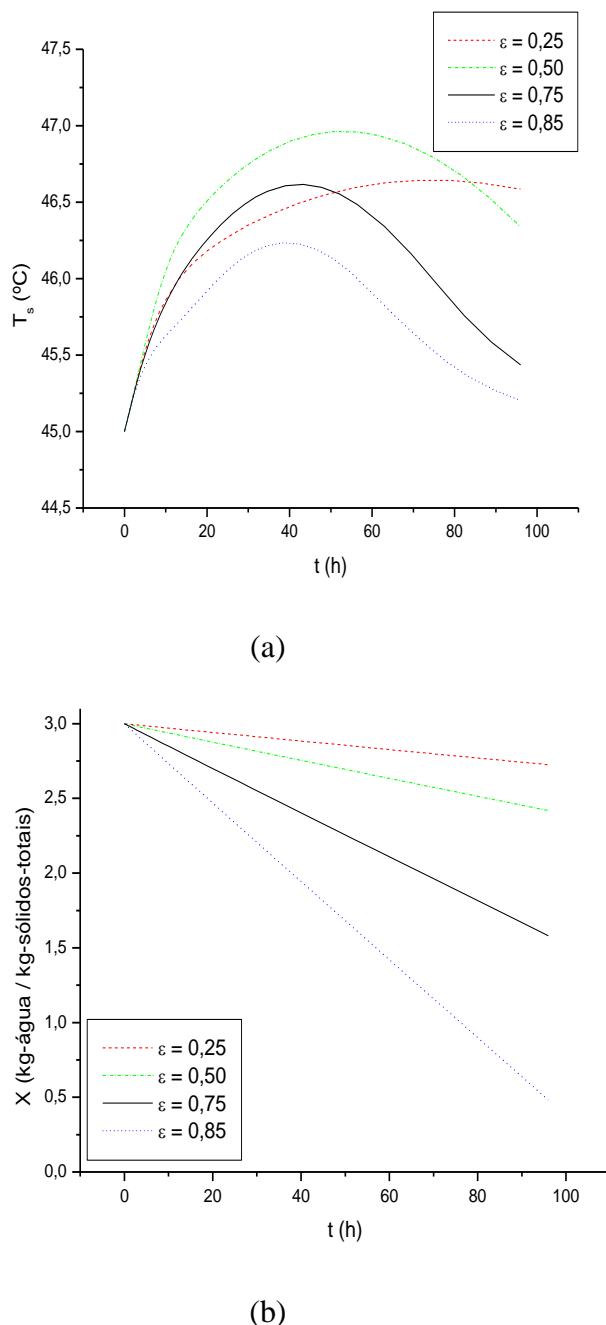 47,5
47,0
46,5
46,0
45,5
45,0
44,5
T_s (ºC)
0 20 40 60 80 100
t (h)
ε = 0,25
ε = 0,50
ε = 0,75
ε = 0,85
(a)
3,0
2,5
2,0
1,5
1,0
0,5
0,0
X (kg-água / kg-sólidos-totais)
ε = 0,25
ε = 0,50
ε = 0,75
ε = 0,85
0 20 40 60 80 100
t (h)
(b)